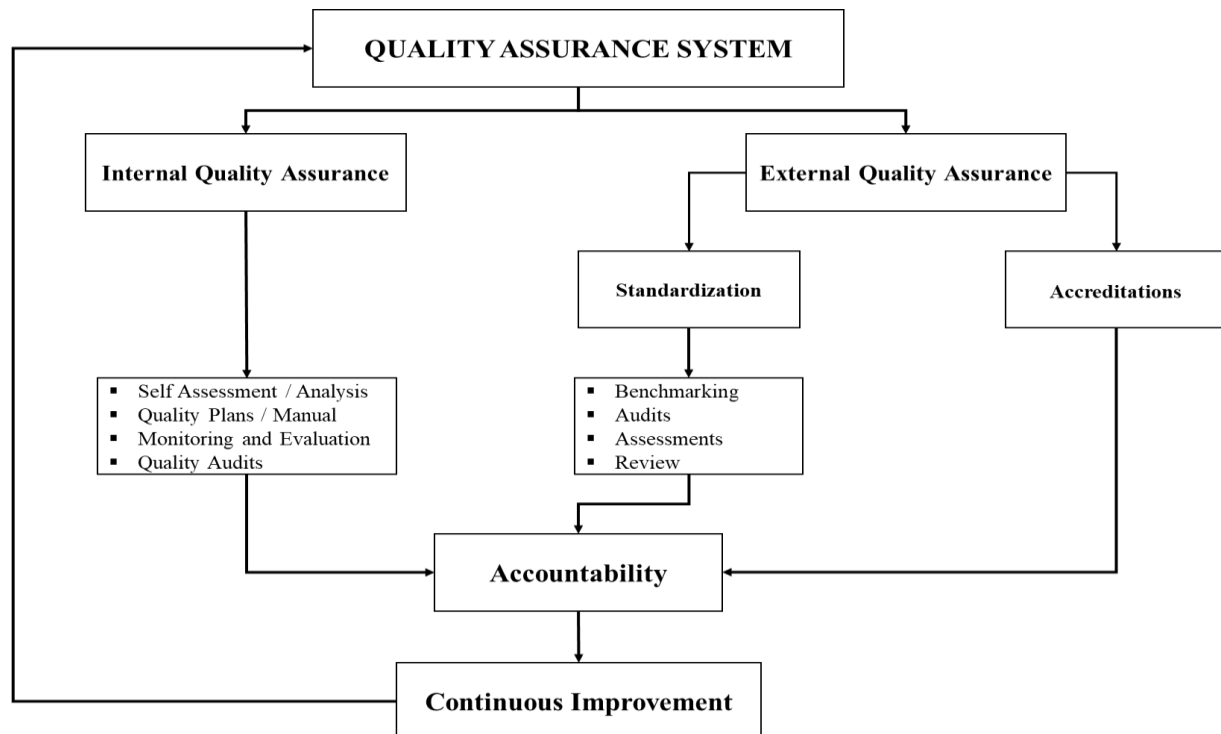 QUALITY ASSURANCE SYSTEM
Internal Quality Assurance
External Quality Assurance
Standardization
Accreditations
▪ Self Assessment / Analysis
▪ Quality Plans / Manual
▪ Monitoring and Evaluation
▪ Quality Audits
▪ Benchmarking
▪ Audits
▪ Assessments
▪ Review
Accountability
Continuous Improvement